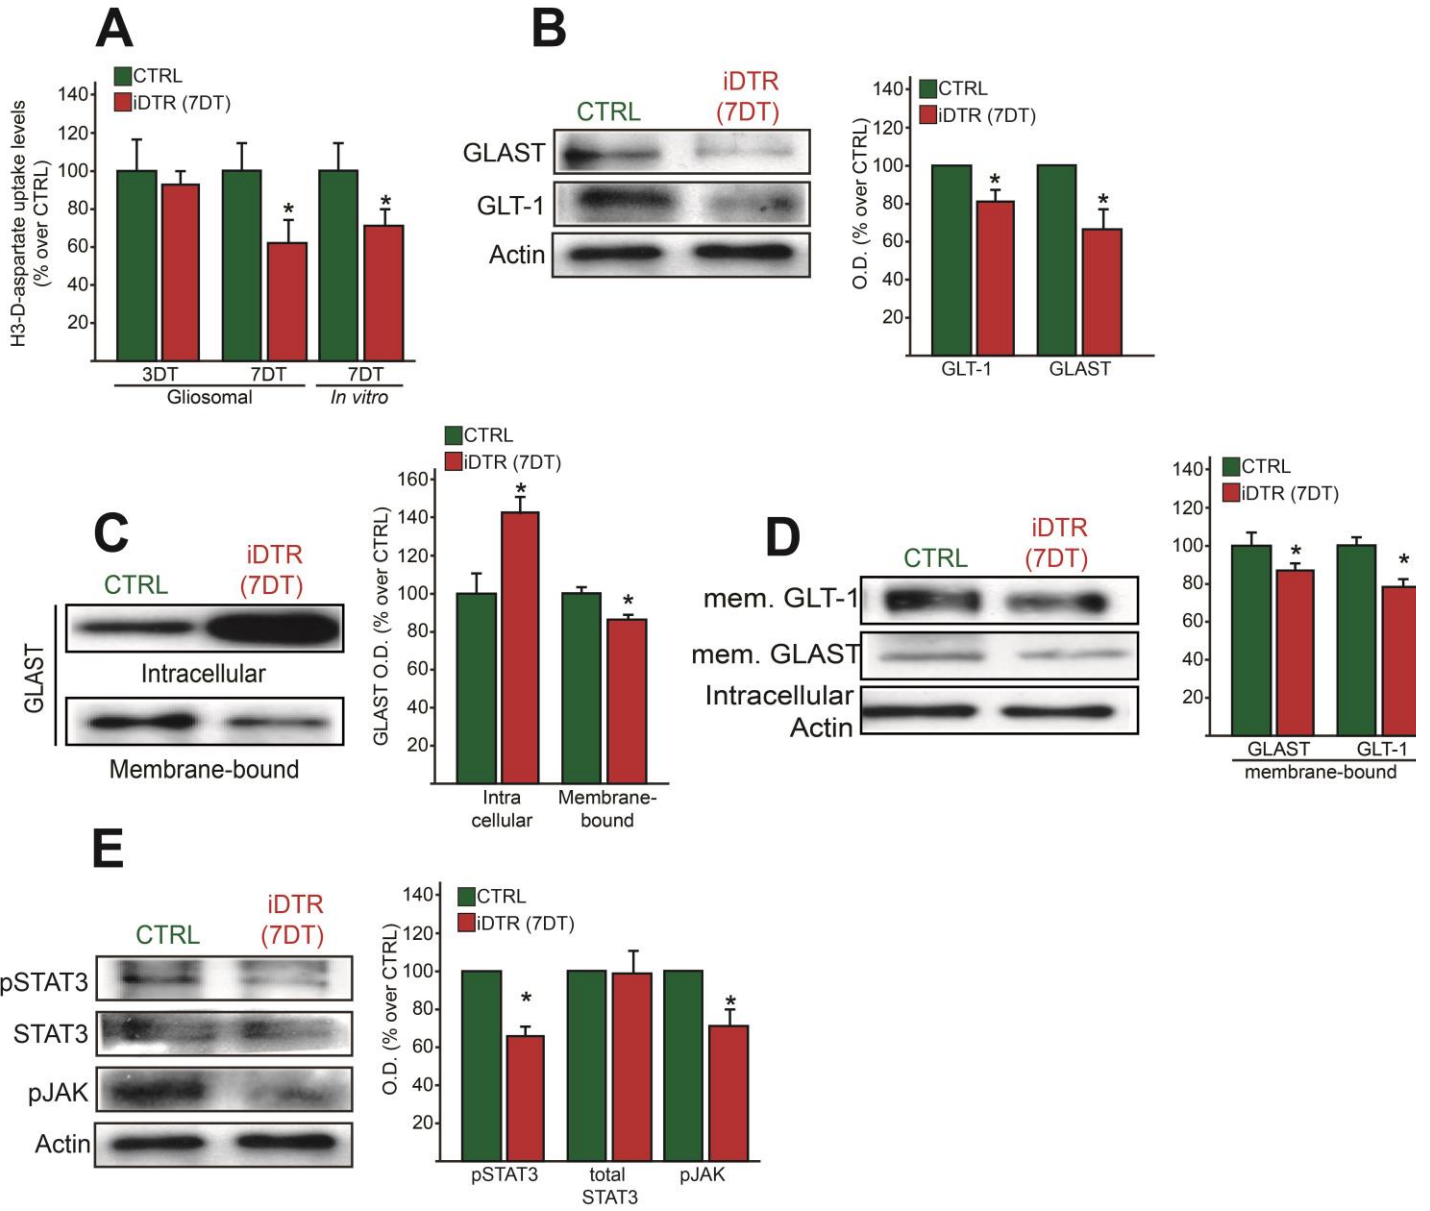 A
CTRL
iDTR (7DT)
H3-D-aspartate uptake levels
(% over CTRL)
140
120
100
80
60
40
20
*
*
3DT
7DT
7DT
Gliosomal
In vitro
B
CTRL
iDTR
(7DT)
GLAST
GLT-1
Actin
CTRL
iDTR (7DT)
O.D. (% over CTRL)
140
120
100
80
60
40
20
*
*
GLT-1
GLAST
C
CTRL
iDTR
(7DT)
GLAST
Intracellular
Membrane-bound
CTRL
iDTR (7DT)
GLAST O.D. (% over CTRL)
160
140
120
100
80
60
40
20
*
*
Intra
cellular
Membrane-
bound
D
CTRL
iDTR
(7DT)
mem. GLT-1
mem. GLAST
Intracellular
Actin
CTRL
iDTR (7DT)
140
120
100
80
60
40
20
*
*
GLAST
GLT-1
membrane-bound
E
CTRL
iDTR
(7DT)
pSTAT3
STAT3
pJAK
Actin
CTRL
iDTR (7DT)
O.D. (% over CTRL)
140
120
100
80
60
40
20
*
*
pSTAT3
total
STAT3
pJAK